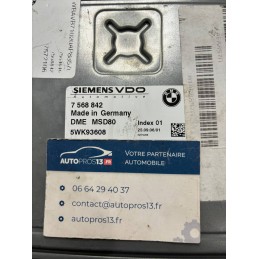 SIEMENS VDO
Automotive
7 568 842
Made in Germany
DME MSD80
Index 01
5WK93608
AUTOPROS13.FR
VOTRE PARTENAIRE
AUTOMOBILE
06 64 29 40 37
contact@autopros13.fr
autopros13.fr